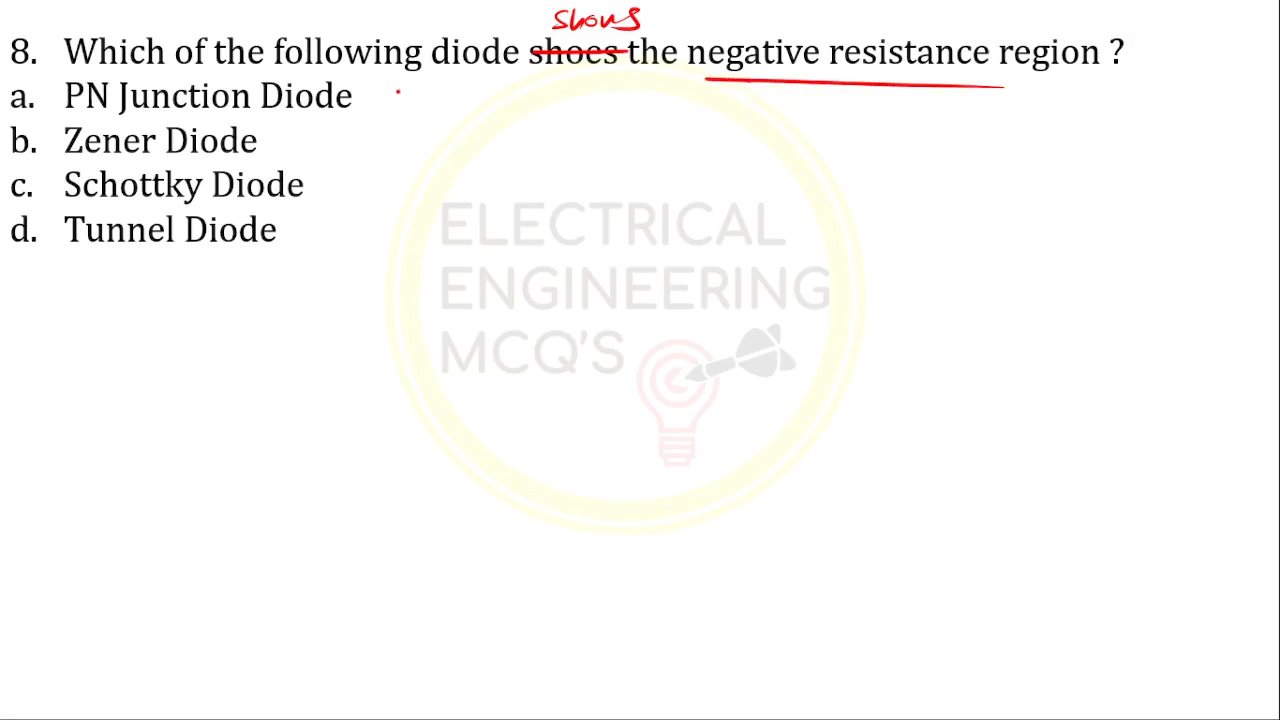 shows
8. Which of the following diode shoes the negative resistance region ?
a. PN Junction Diode
b. Zener Diode
c. Schottky Diode
d. Tunnel Diode
ELECTRICAL
ENGINEERING
MCQ'S